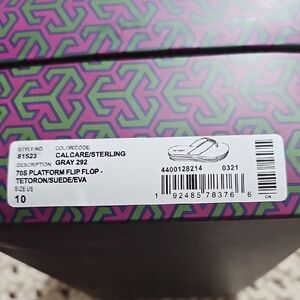 STYLE NO. COLOR/CODE.
81523 CALCARE/STERLING
DESCRIPTION GRAY 292
70S PLATFORM FLIP FLOP -
TETORON/SUEDE/EVA
SIZE US
10
4400128214 0321
1 92485 78376 6
CN